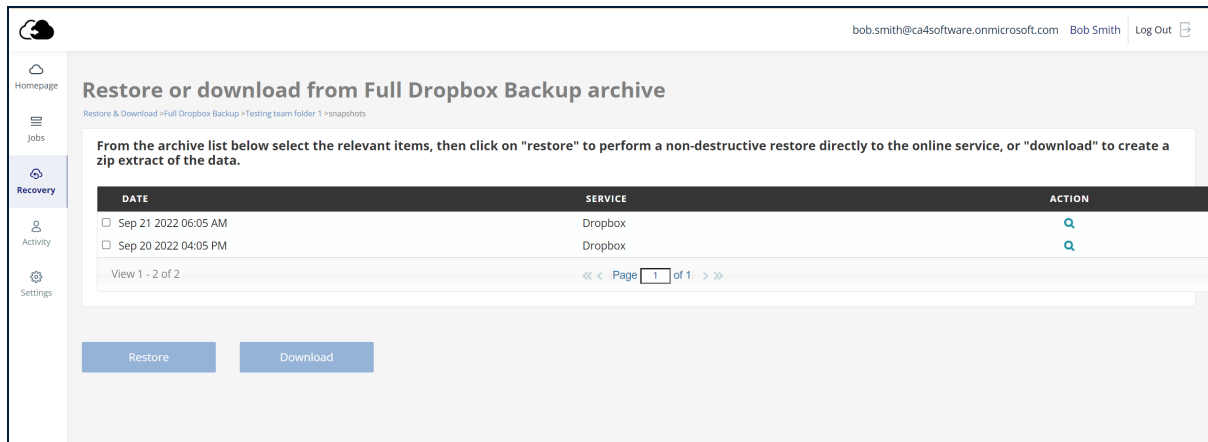 bob.smith@ca4software.onmicrosoft.com Bob Smith Log Out
Homepage
Jobs
Recovery
Activity
Settings
Restore or download from Full Dropbox Backup archive
Restore & Download >Full Dropbox Backup >Testing team folder 1 >snapshots
From the archive list below select the relevant items, then click on "restore" to perform a non-destructive restore directly to the online service, or "download" to create a
zip extract of the data.
DATE SERVICE ACTION
Sep 21 2022 06:05 AM Dropbox
Sep 20 2022 04:05 PM Dropbox
View 1 - 2 of 2 Page 1 of 1
Restore Download